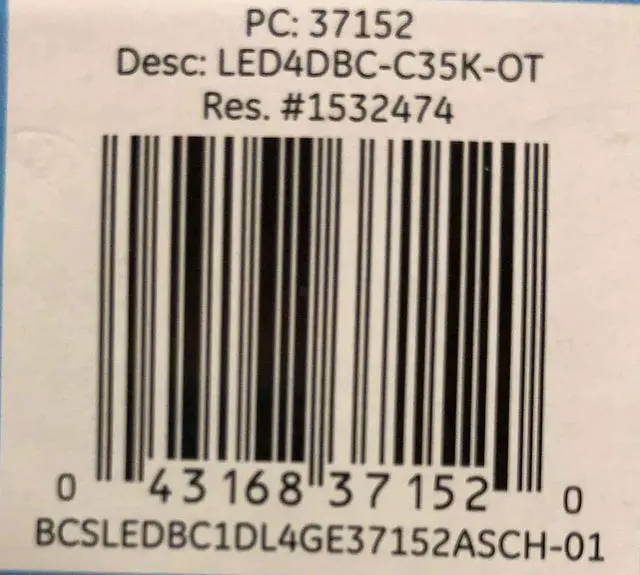 PC: 37152
Desc: LED4DBC-C35K-OT
Res. #1532474
0 43168 37152 0
BCSLEDBC1DL4GE37152ASCH-01